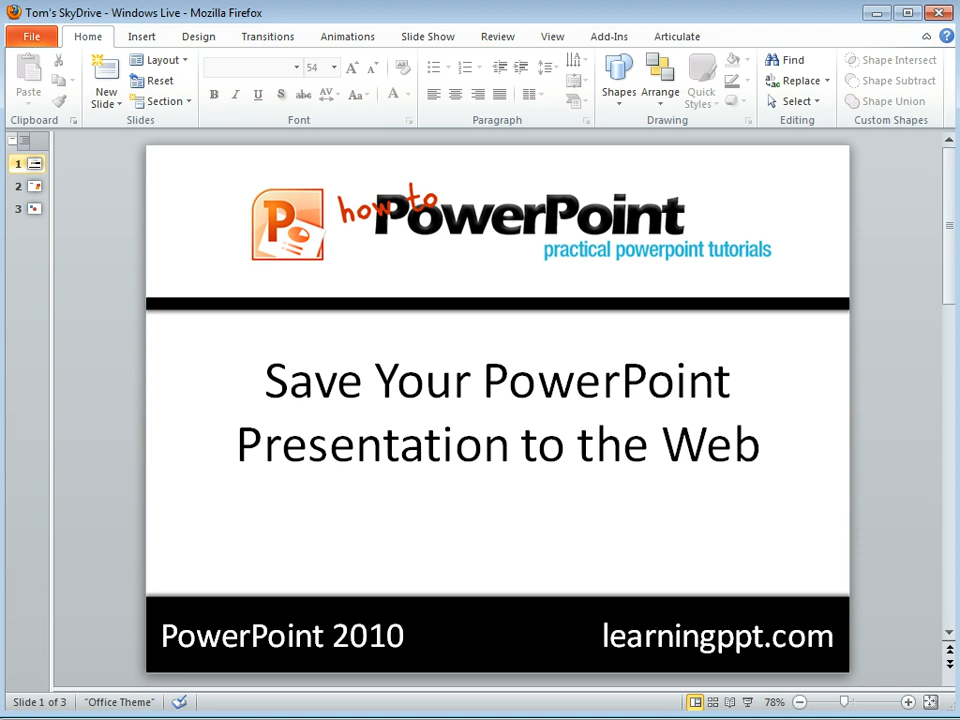 Tom's SkyDrive - Windows Live - Mozilla Firefox
File Home Insert Design Transitions Animations Slide Show Review View Add-Ins Articulate
Paste
Clipboard
New Slide
Layout
Reset
Section
Slides
54
B I U S abc AV Aa A
Font
Paragraph
Shapes Arrange Quick Styles
Drawing
Find
Replace
Select
Editing
Shape Intersect
Shape Subtract
Shape Union
Custom Shapes
1
2
3
P
how to
PowerPoint
practical powerpoint tutorials
Save Your PowerPoint
Presentation to the Web
PowerPoint 2010 learningppt.com
Slide 1 of 3 "Office Theme" 78%